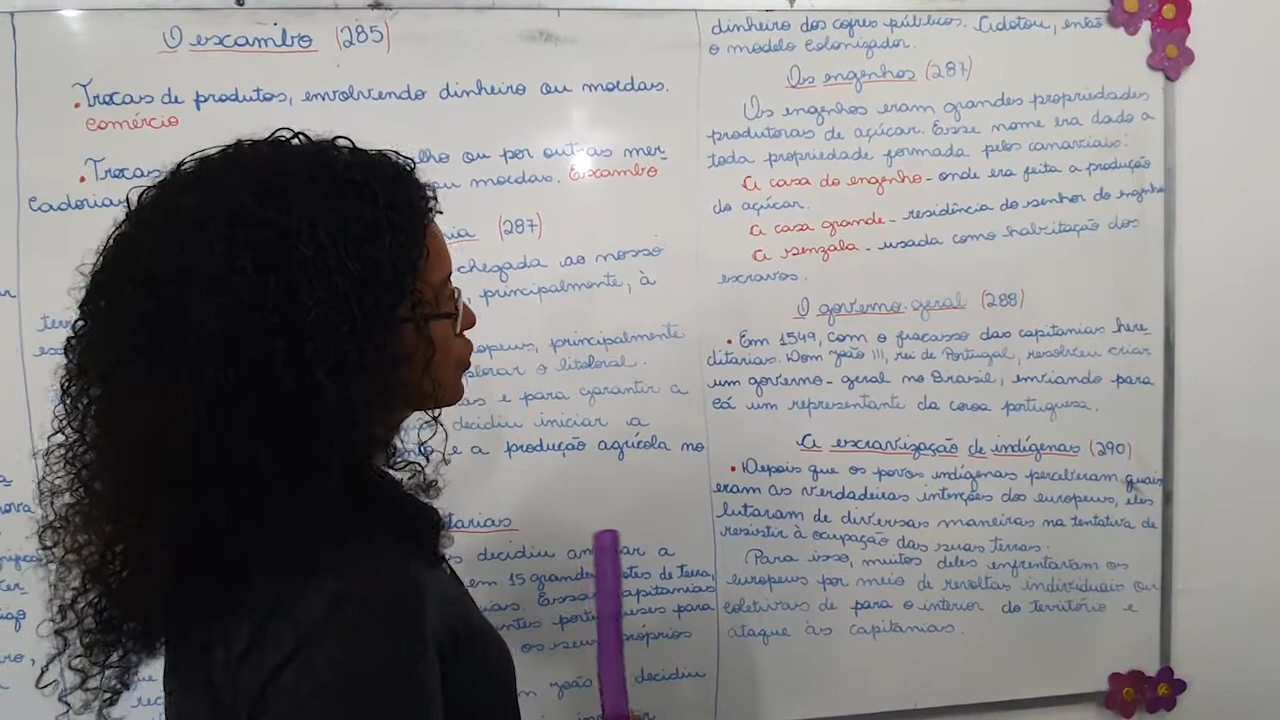 O escambo (285)
.Trocas de produtos, envolvendo dinheiro ou moedas.
comércio
.Trocas lho ou por outras mer-
cadorias ou moedas. Escambo
(287)
chegada ao nosso
principalmente, à
opeus, principalmente
plorar o litoloral.
as e para garantir a
decidiu iniciar a
e a produção agrícola no
tarias
s decidiu a
em 15 grandes lotes de terra,
Essas capitanias
para
os seus próprios
m joão decidiu
dinheiro dos cofres públicos. Adotou, então
o modelo colonizador.
Os engenhos (287)
Os engenhos eram grandes propriedades
produtoras de açúcar. Esse nome era dado a
toda propriedade formada pelos canaviais:
A casa do engenho - onde era feita a produção
do açúcar.
A casa grande - residência do senhor do engenho
A senzala - usada como habitação dos
escravos.
O governo-geral (288)
. Em 1549, com o fracasso das capitanias here-
ditarias. Dom joão III, rei de Portugal, resolveu criar
um governo-geral no Brasil, enviando para
cá um representante da coroa portuguesa.
A escravização de indígenas (290)
. Depois que os povos indígenas perceberam quais
eram as verdadeiras intenções dos europeus, eles
lutaram de diversas maneiras na tentativa de
resistir à ocupação das suas terras.
Para isso, muitos deles enfrentaram os
europeus por meio de revoltas individuais ou
coletivas de para o interior do território e
ataque às capitanias.